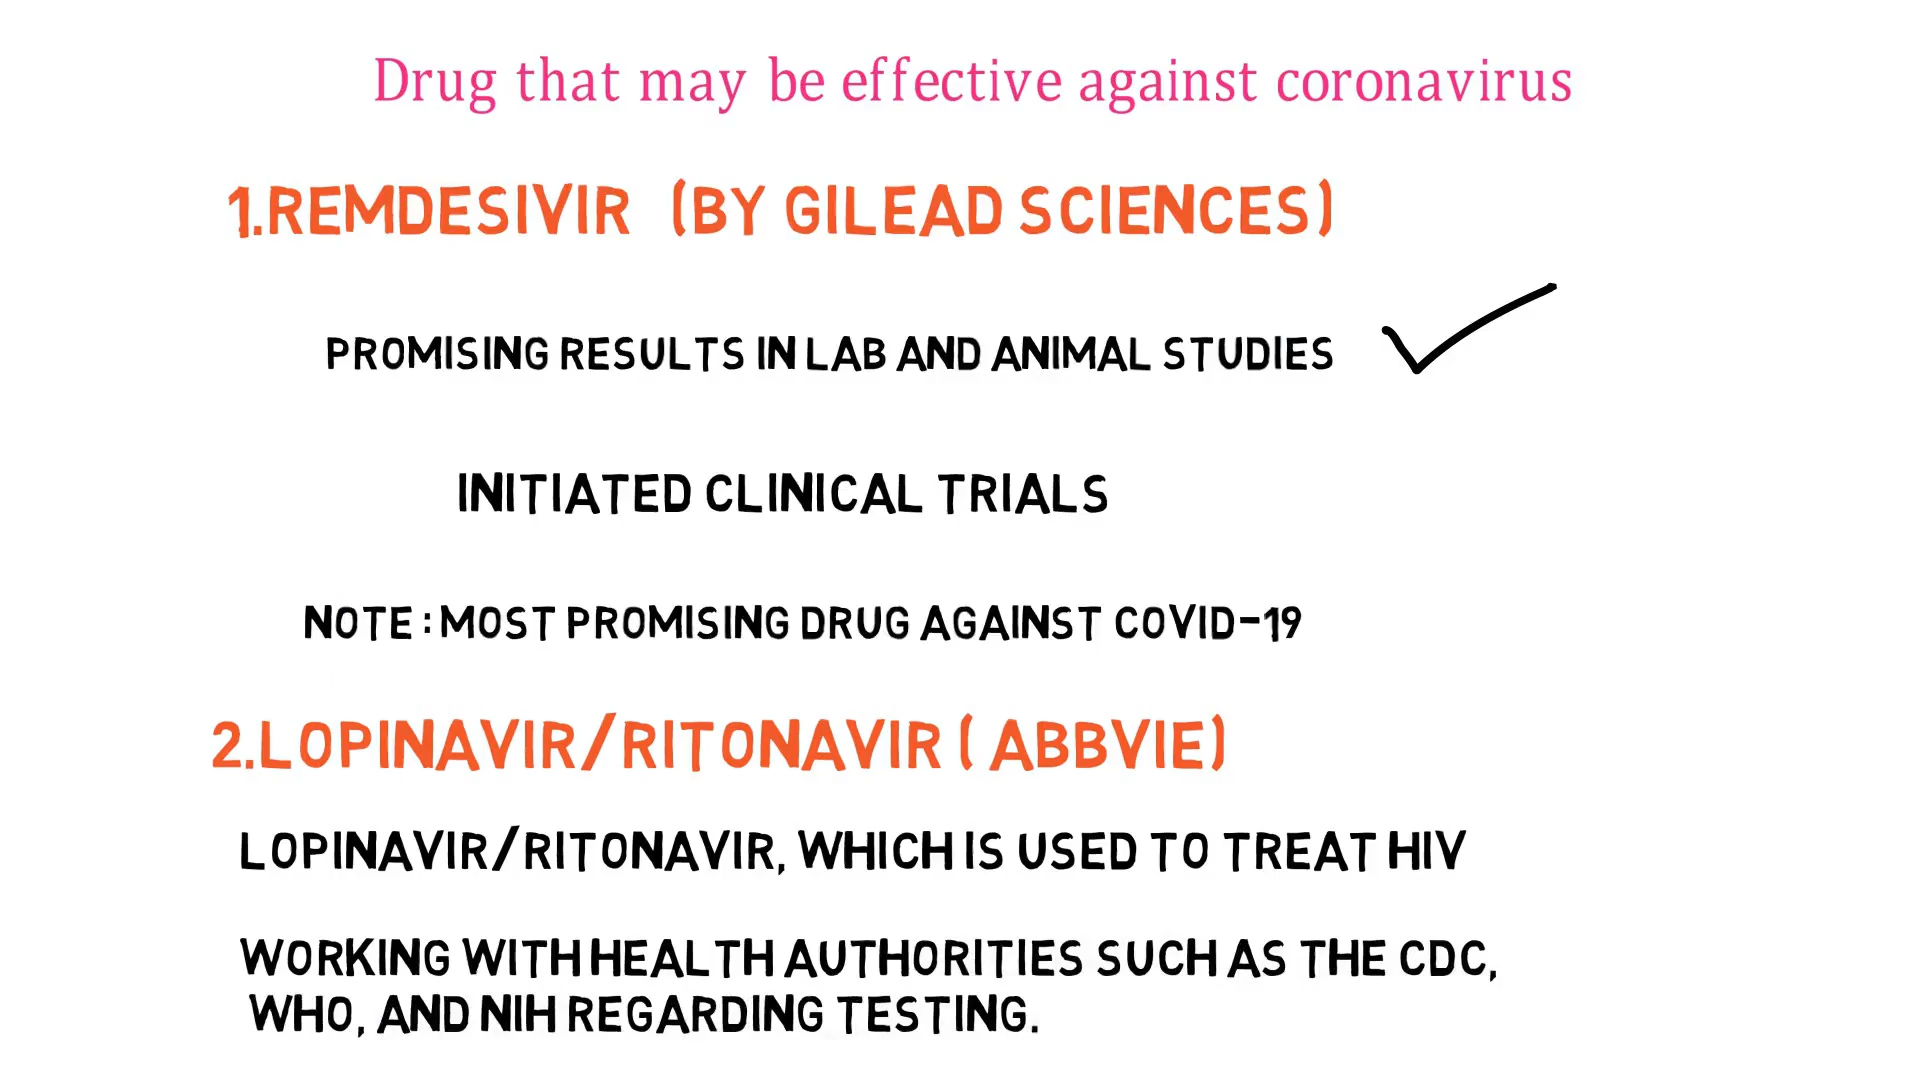 Drug that may be effective against coronavirus
1.REMDESIVIR (BY GILEAD SCIENCES)
PROMISING RESULTS IN LAB AND ANIMAL STUDIES
INITIATED CLINICAL TRIALS
NOTE : MOST PROMISING DRUG AGAINST COVID-19
2.LOPINAVIR/RITONAVIR ( ABBVIE)
LOPINAVIR/RITONAVIR, WHICH IS USED TO TREAT HIV
WORKING WITH HEALTH AUTHORITIES SUCH AS THE CDC,
WHO, AND NIH REGARDING TESTING.